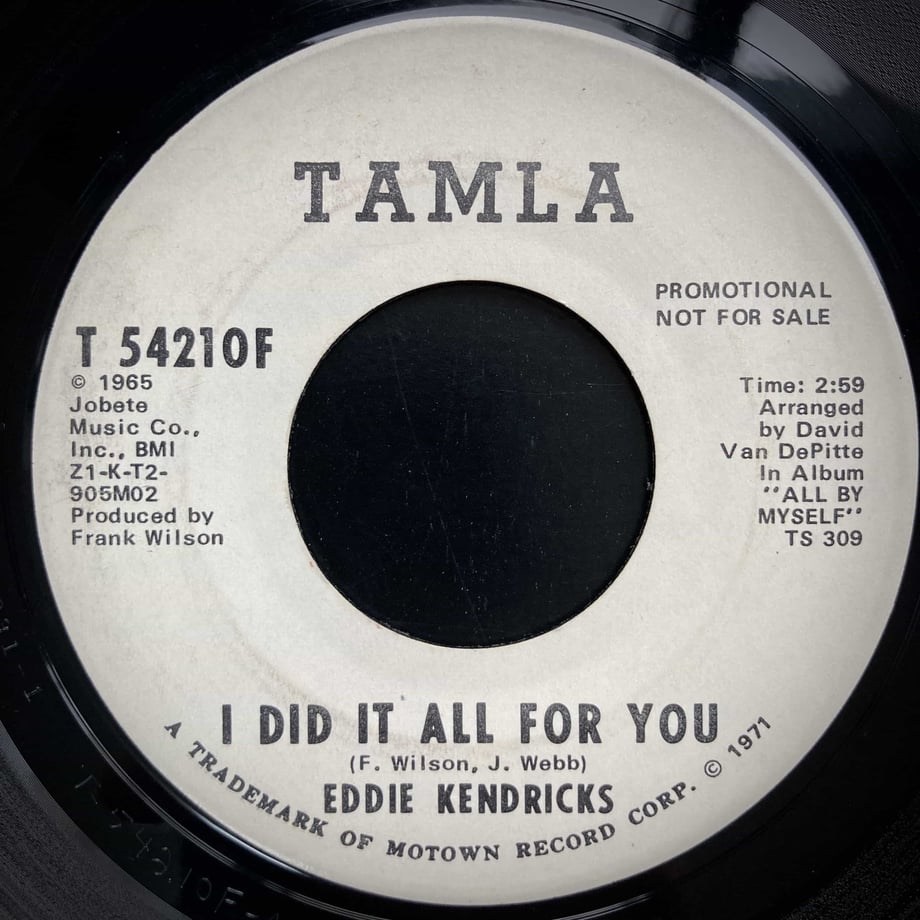 TAMLA
PROMOTIONAL
NOT FOR SALE
T 54210F
© 1965
Jobete
Music Co.,
Inc., BMI
Z1-K-T2-
905M02
Produced by
Frank Wilson
Time: 2:59
Arranged
by David
Van DePitte
In Album
"ALL BY
MYSELF"
TS 309
I DID IT ALL FOR YOU
(F. Wilson, J. Webb)
EDDIE KENDRICKS
A TRADEMARK OF MOTOWN RECORD CORP. © 1971